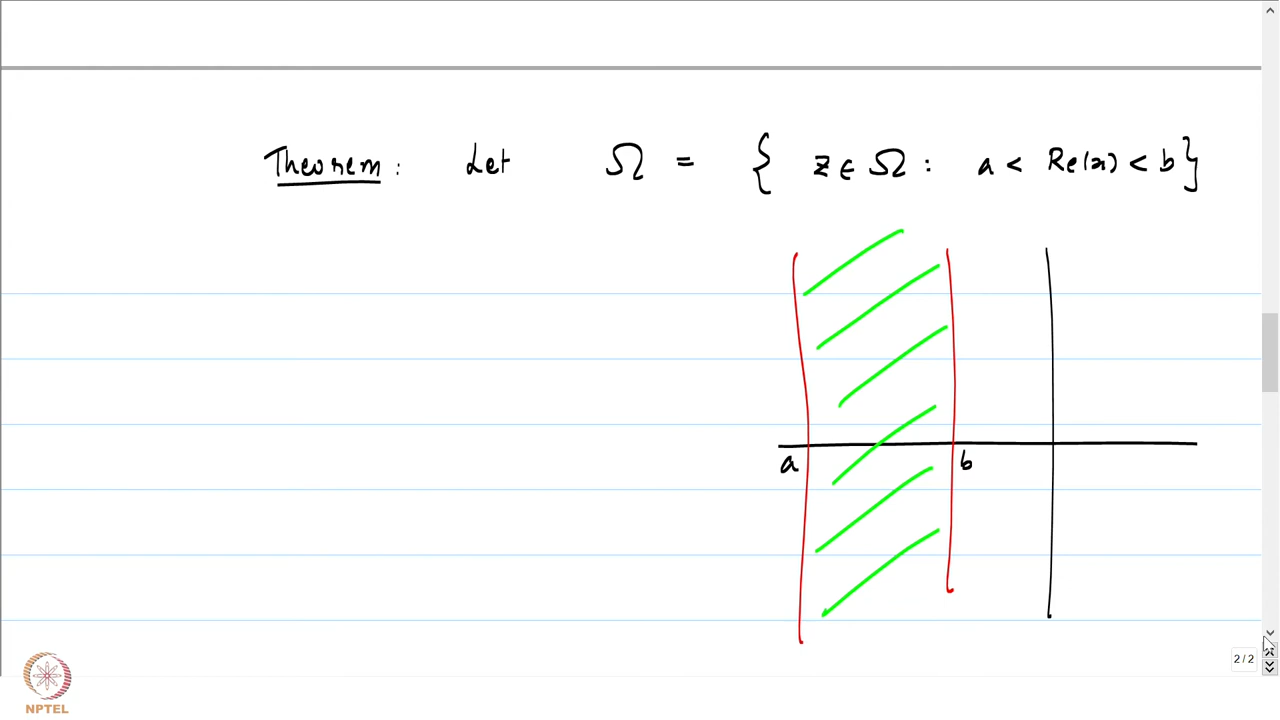 Theorem: Let Ω = { z ∈ Ω : a < Re(z) < b }
a b
2 / 2
NPTEL